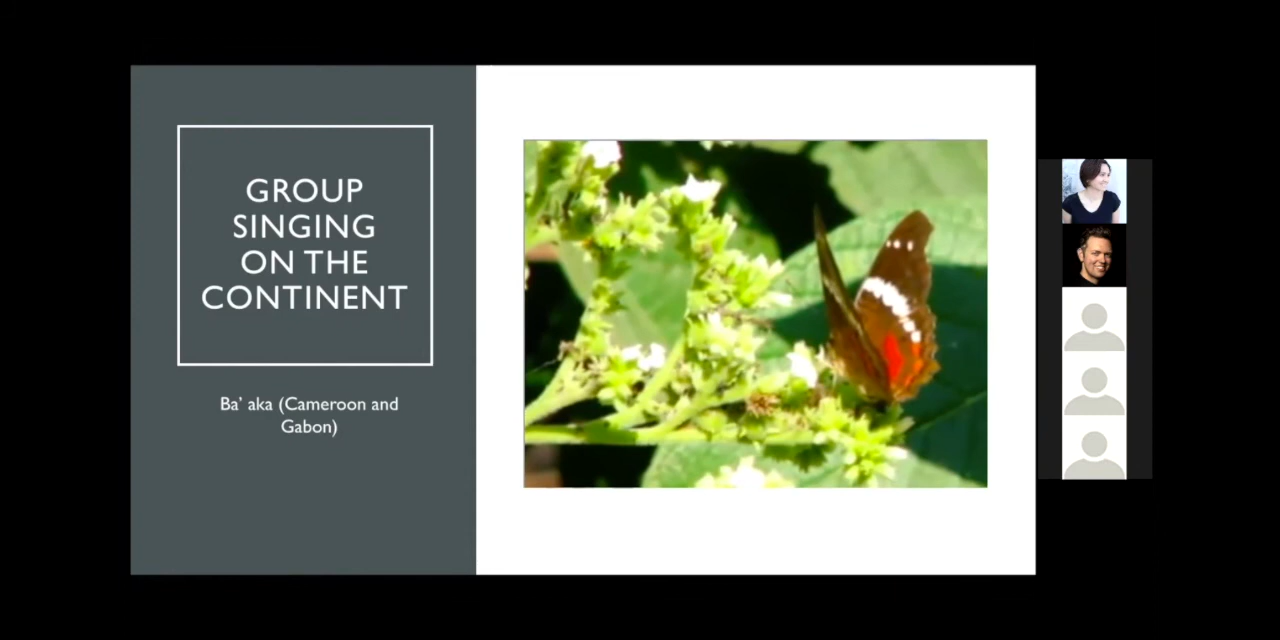 GROUP
SINGING
ON THE
CONTINENT
Ba’ aka (Cameroon and
Gabon)